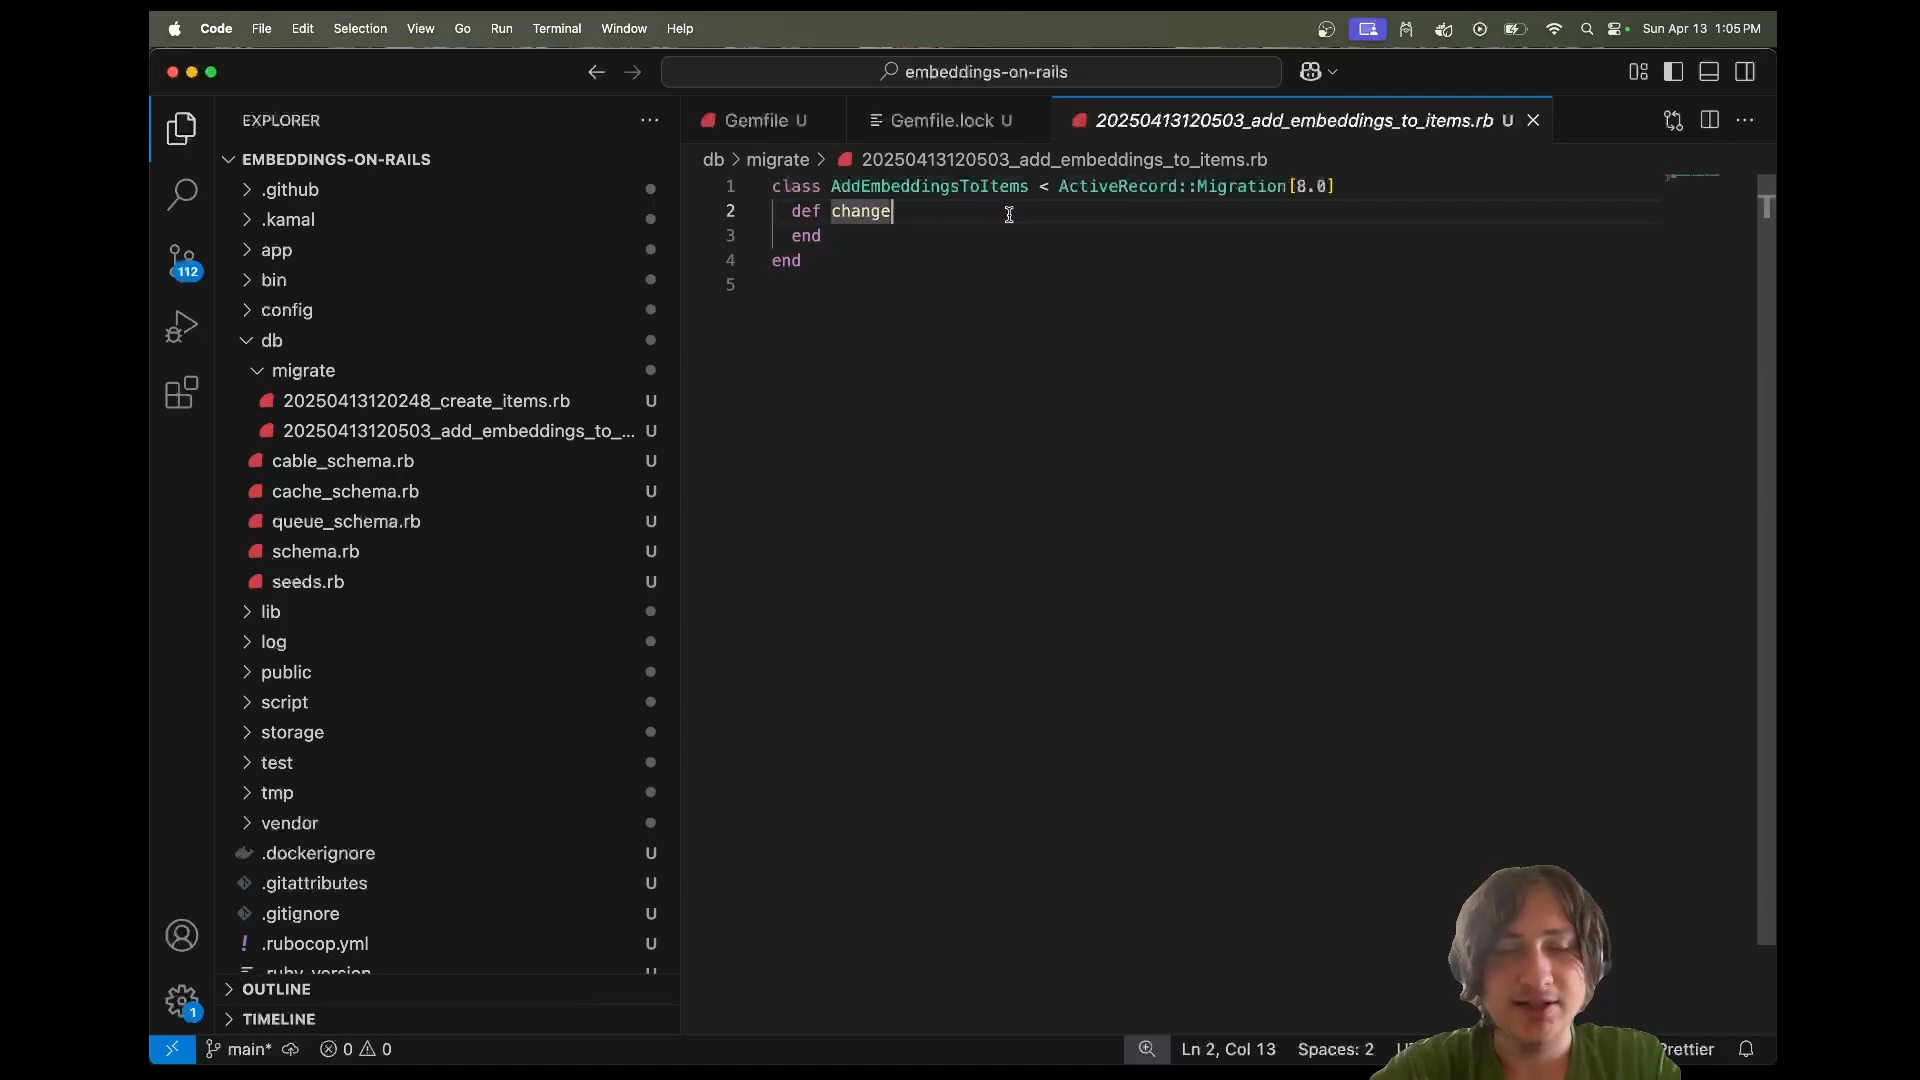 Code File Edit Selection View Go Run Terminal Window Help Sun Apr 13 1:05 PM
embeddings-on-rails
EXPLORER
Gemfile U Gemfile.lock U 20250413120503_add_embeddings_to_items.rb U
EMBEDDINGS-ON-RAILS
db migrate 20250413120503_add_embeddings_to_items.rb
1 class AddEmbeddingsToItems < ActiveRecord::Migration[8.0]
2 def change
3 end
4 end
5
.github
.kamal
app
112
bin
config
db
migrate
20250413120248_create_items.rb U
20250413120503_add_embeddings_to_... U
cable_schema.rb U
cache_schema.rb U
queue_schema.rb U
schema.rb U
seeds.rb U
lib
log
public
script
storage
test
tmp
vendor
.dockerignore U
.gitattributes U
.gitignore U
.rubocop.yml U
OUTLINE
1
TIMELINE
main* 0 0 Ln 2, Col 13 Spaces: 2